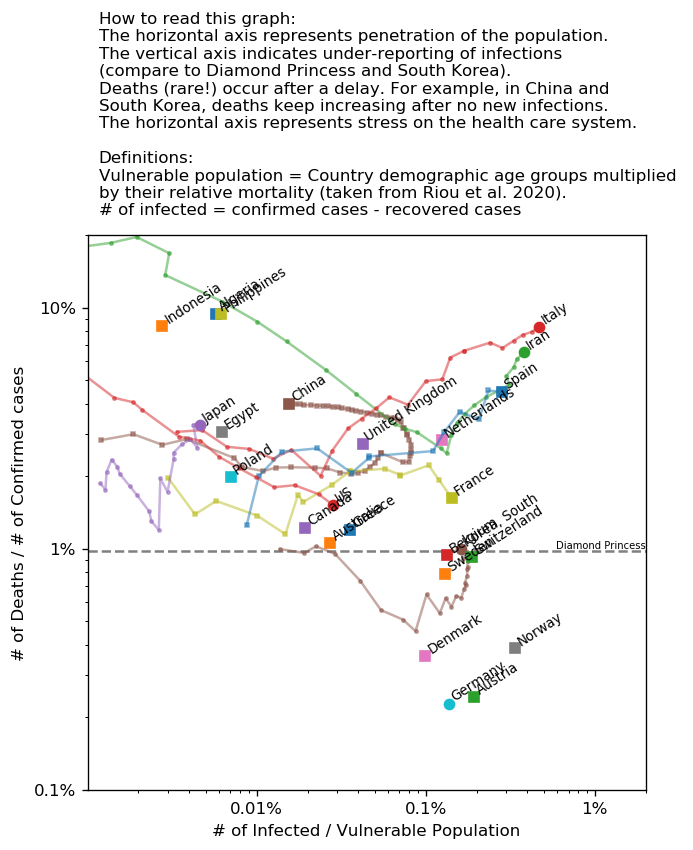 How to read this graph:
The horizontal axis represents penetration of the population.
The vertical axis indicates under-reporting of infections
(compare to Diamond Princess and South Korea).
Deaths (rare!) occur after a delay. For example, in China and
South Korea, deaths keep increasing after no new infections.
The horizontal axis represents stress on the health care system.
Definitions:
Vulnerable population = Country demographic age groups multiplied
by their relative mortality (taken from Riou et al. 2020).
# of infected = confirmed cases - recovered cases
10%
1%
0.1%
# of Deaths / # of Confirmed cases
Indonesia
Algeria
Philippines
Italy
Iran
Spain
China
Japan
Egypt
United Kingdom
Netherlands
Poland
France
US
Canada
Australia
Greece
Belgium
Korea, South
Switzerland
Sweden
Diamond Princess
Denmark
Norway
Germany
Austria
0.01%
0.1%
1%
# of Infected / Vulnerable Population